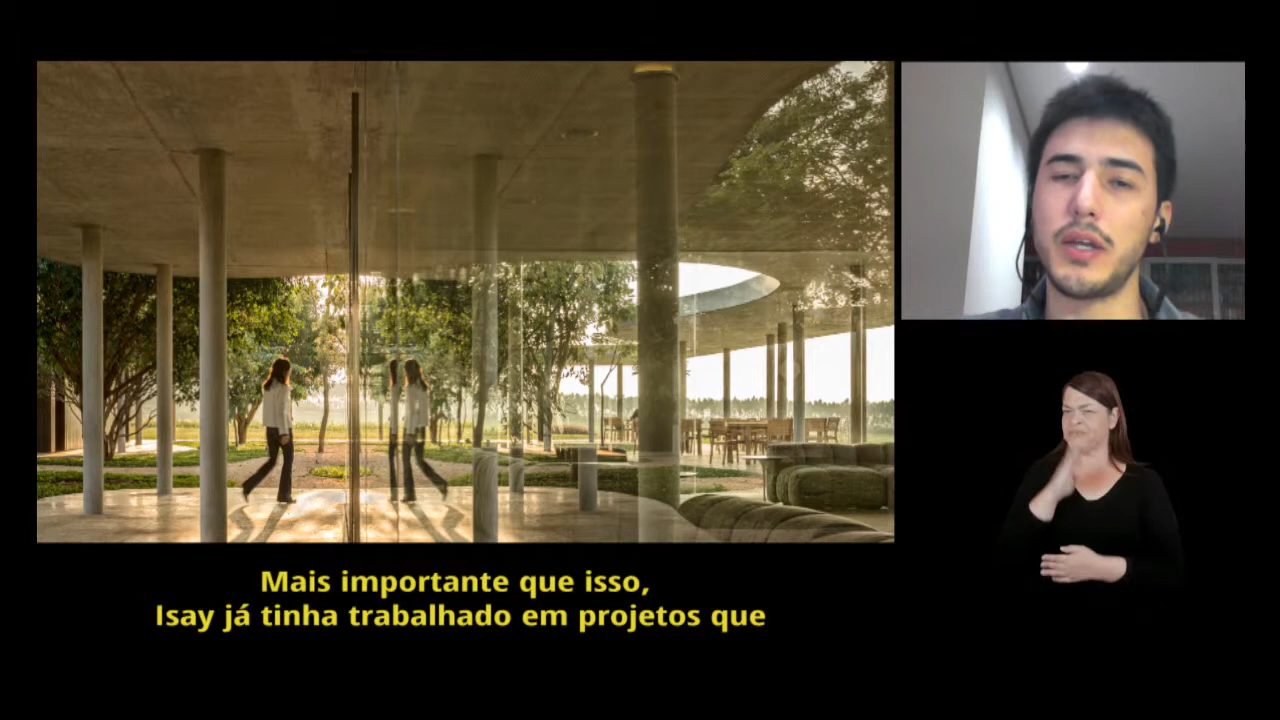 Mais importante que isso,
Isay já tinha trabalhado em projetos que